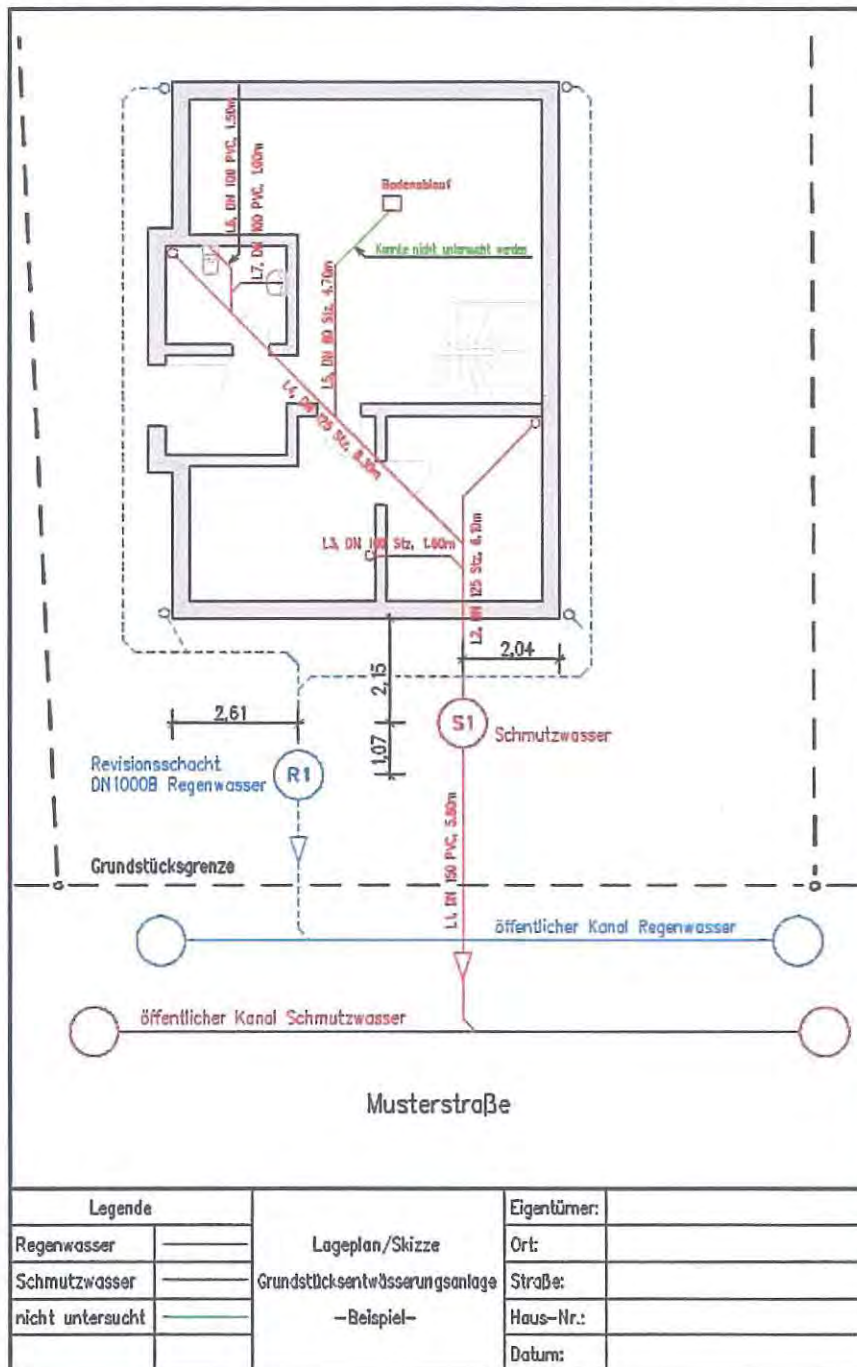 L6, DN 100 PVC, 1.50m
L7, DN 100 PVC, 1.00m
Bodenablauf
Konnte nicht untersucht werden
L5, DN 80 Stz, 4.70m
L4, DN 125 Stz, 8.30m
L3, DN 100 Stz, 1.60m
L2, DN 125 Stz, 6.10m
2,04
2,15
2,61
1,07
S1
Schmutzwasser
Revisionsschacht
DN1000B Regenwasser
R1
L1, DN 150 PVC, 5.80m
Grundstücksgrenze
öffentlicher Kanal Regenwasser
öffentlicher Kanal Schmutzwasser
Musterstraße
Legende
Regenwasser
Schmutzwasser
nicht untersucht
Lageplan/Skizze
Grundstücksentwässerungsanlage
-Beispiel-
Eigentümer:
Ort:
Straße:
Haus-Nr.:
Datum: